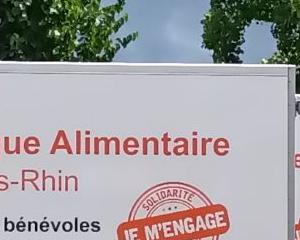 ue Alimentaire
s-Rhin
bénévoles
SOLIDARITÉ
JE M'ENGAGE